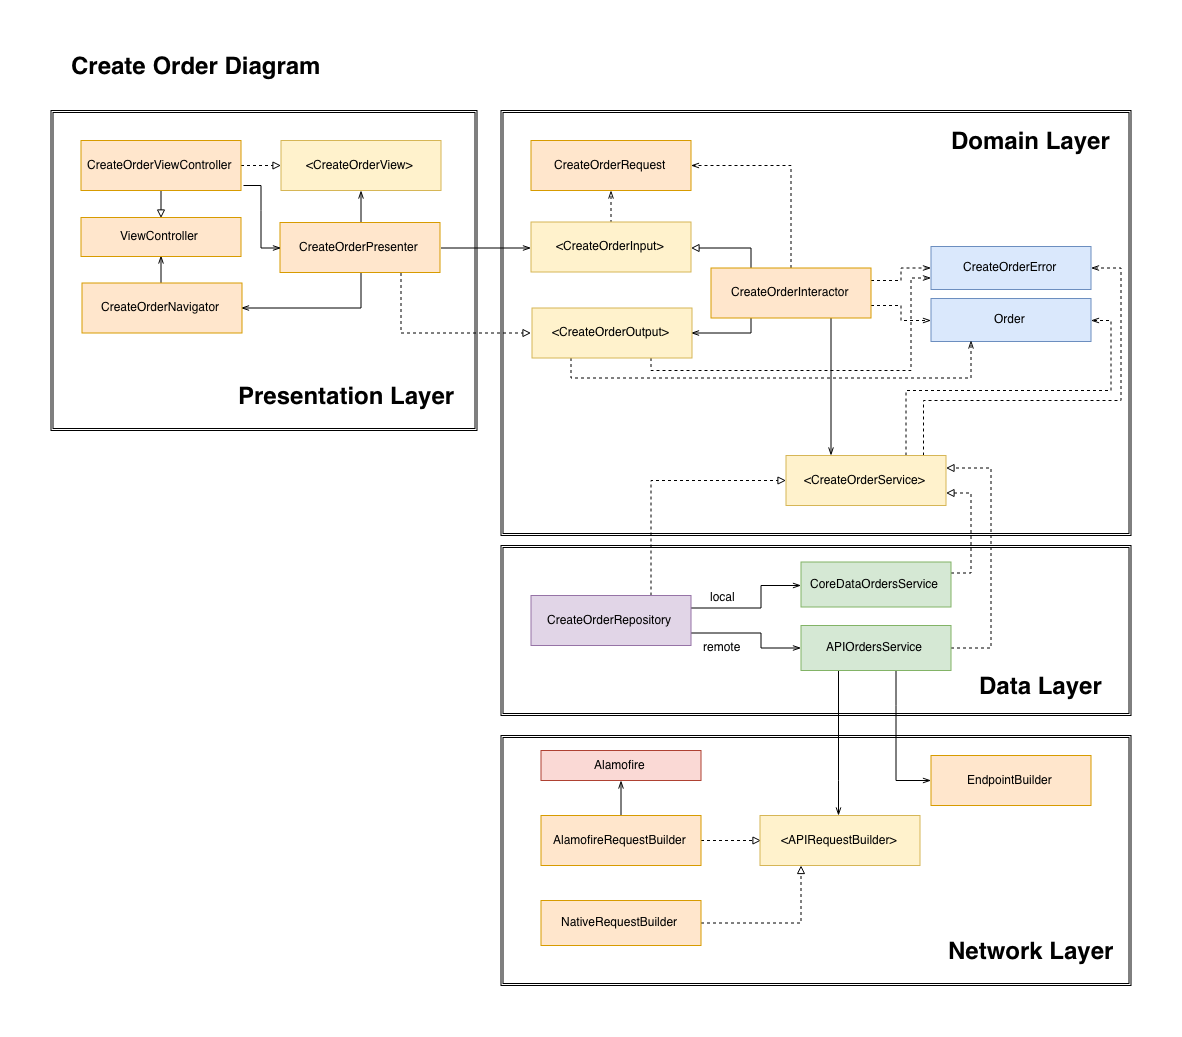 Create Order Diagram
CreateOrderViewController
<CreateOrderView>
ViewController
CreateOrderPresenter
CreateOrderNavigator
Presentation Layer
Domain Layer
CreateOrderRequest
<CreateOrderInput>
CreateOrderError
CreateOrderInteractor
Order
<CreateOrderOutput>
<CreateOrderService>
CoreDataOrdersService
local
CreateOrderRepository
remote
APIOrdersService
Data Layer
Alamofire
EndpointBuilder
AlamofireRequestBuilder
<APIRequestBuilder>
NativeRequestBuilder
Network Layer